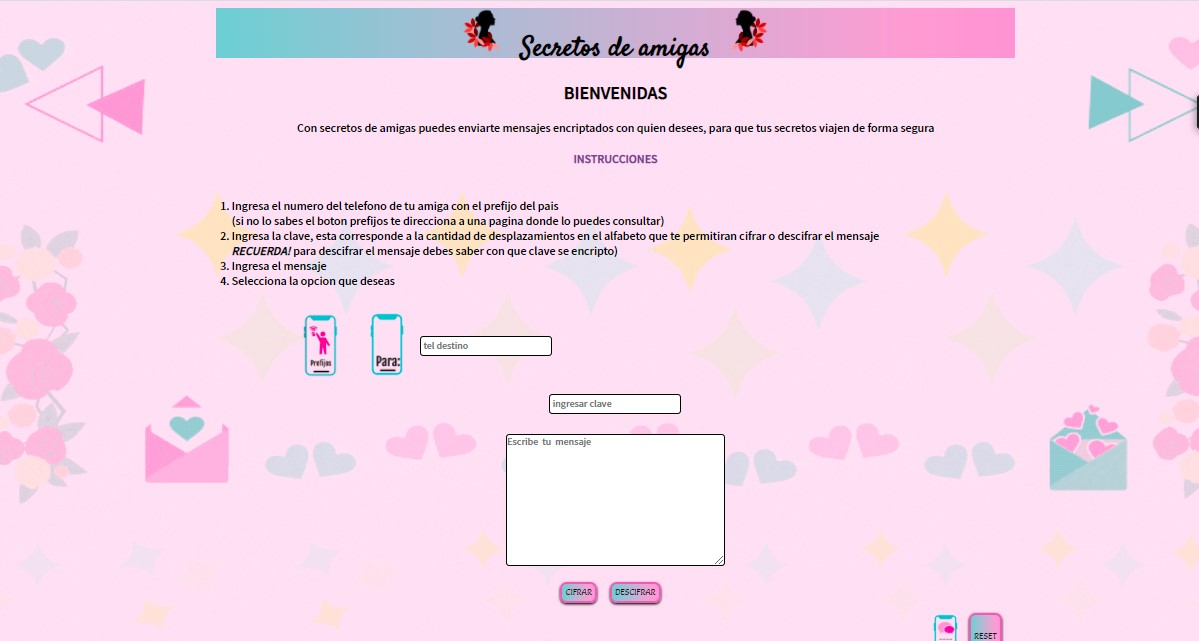 Secretos de amigas
BIENVENIDAS
Con secretos de amigas puedes enviarte mensajes encriptados con quien desees, para que tus secretos viajen de forma segura
INSTRUCCIONES
1. Ingresa el numero del telefono de tu amiga con el prefijo del pais
(si no lo sabes el boton prefijos te direcciona a una pagina donde lo puedes consultar)
2. Ingresa la clave, esta corresponde a la cantidad de desplazamientos en el alfabeto que te permitiran cifrar o descifrar el mensaje
RECUERDA! para descifrar el mensaje debes saber con que clave se encripto)
3. Ingresa el mensaje
4. Selecciona la opcion que deseas
Prefijos
Para:
tel destino
ingresar clave
Escribe tu mensaje
CIFRAR
DESCIFRAR
RESET